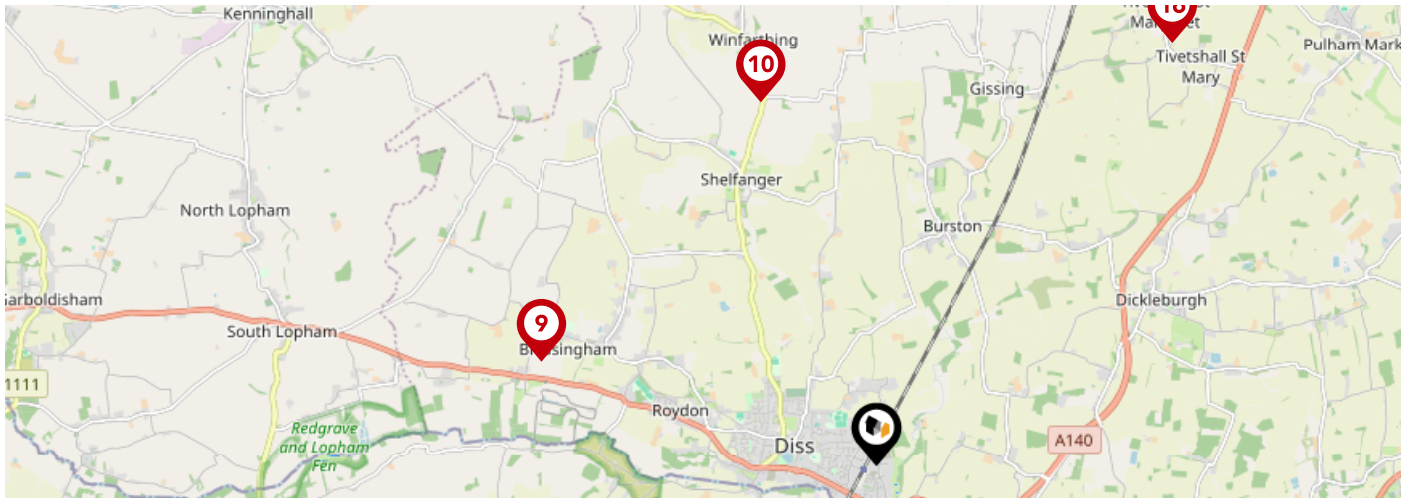 Kenninghall
Winfarthing
10
16
Tivetshall St
Mary
Pulham Mark
Gissing
Shelfanger
North Lopham
Burston
Garboldisham
Dickleburgh
South Lopham
9
1111
Roydon
Redgrave
and Lopham
Fen
Diss
A140